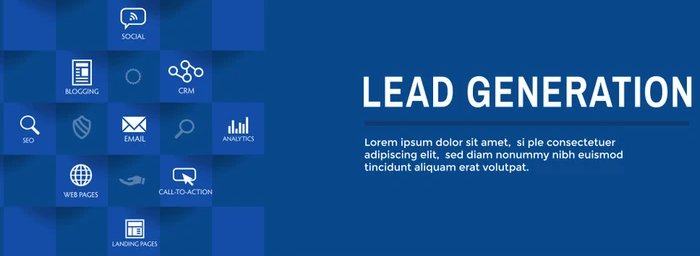 SOCIAL
BLOGGING
CRM
SEO
EMAIL
ANALYTICS
WEB PAGES
CALL-TO-ACTION
LANDING PAGES
LEAD GENERATION
Lorem ipsum dolor sit amet, si ple consectetuer
adipiscing elit, sed diam nonummy nibh euismod
tincidunt aliquam erat volutpat.